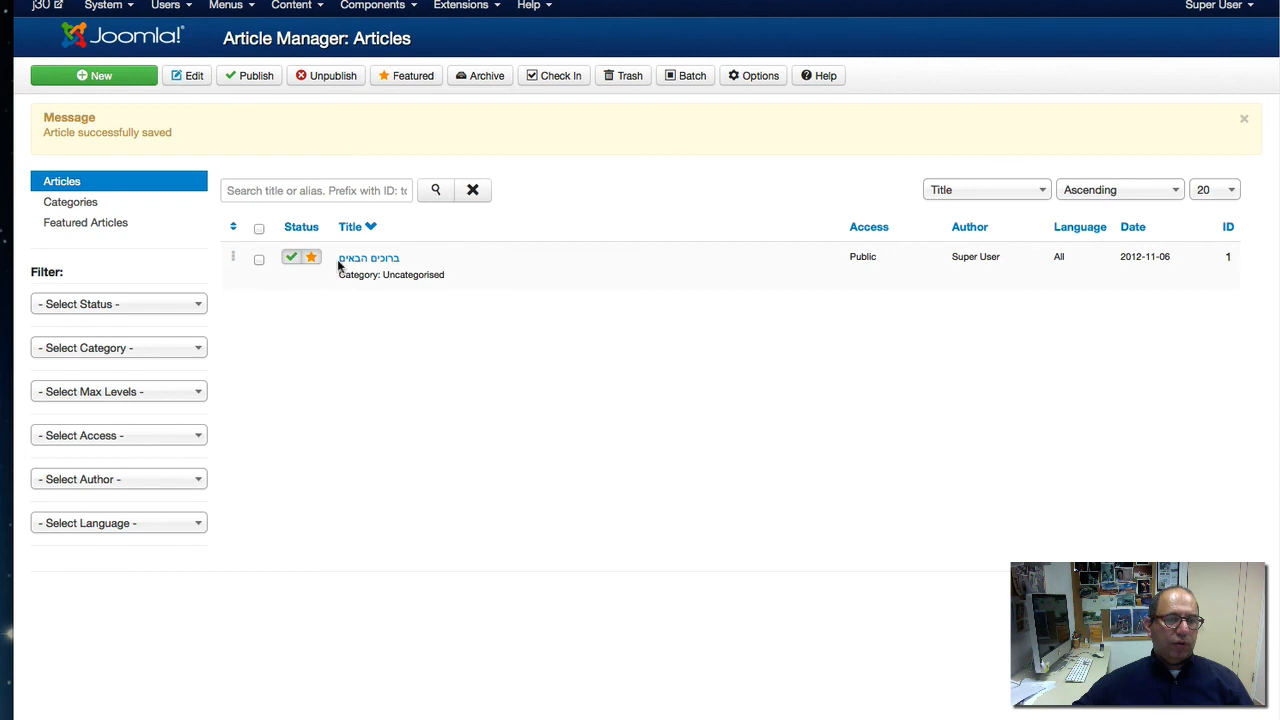 j30 System Users Menus Content Components Extensions Help Super User
Joomla!® Article Manager: Articles
New Edit Publish Unpublish Featured Archive Check In Trash Batch Options Help
Message
Article successfully saved
×
Articles
Categories
Featured Articles
Filter:
- Select Status -
- Select Category -
- Select Max Levels -
- Select Access -
- Select Author -
- Select Language -
Search title or alias. Prefix with ID: to
Title Ascending 20
Status Title Access Author Language Date ID
ברוכים הבאים Public Super User All 2012-11-06 1
Category: Uncategorised